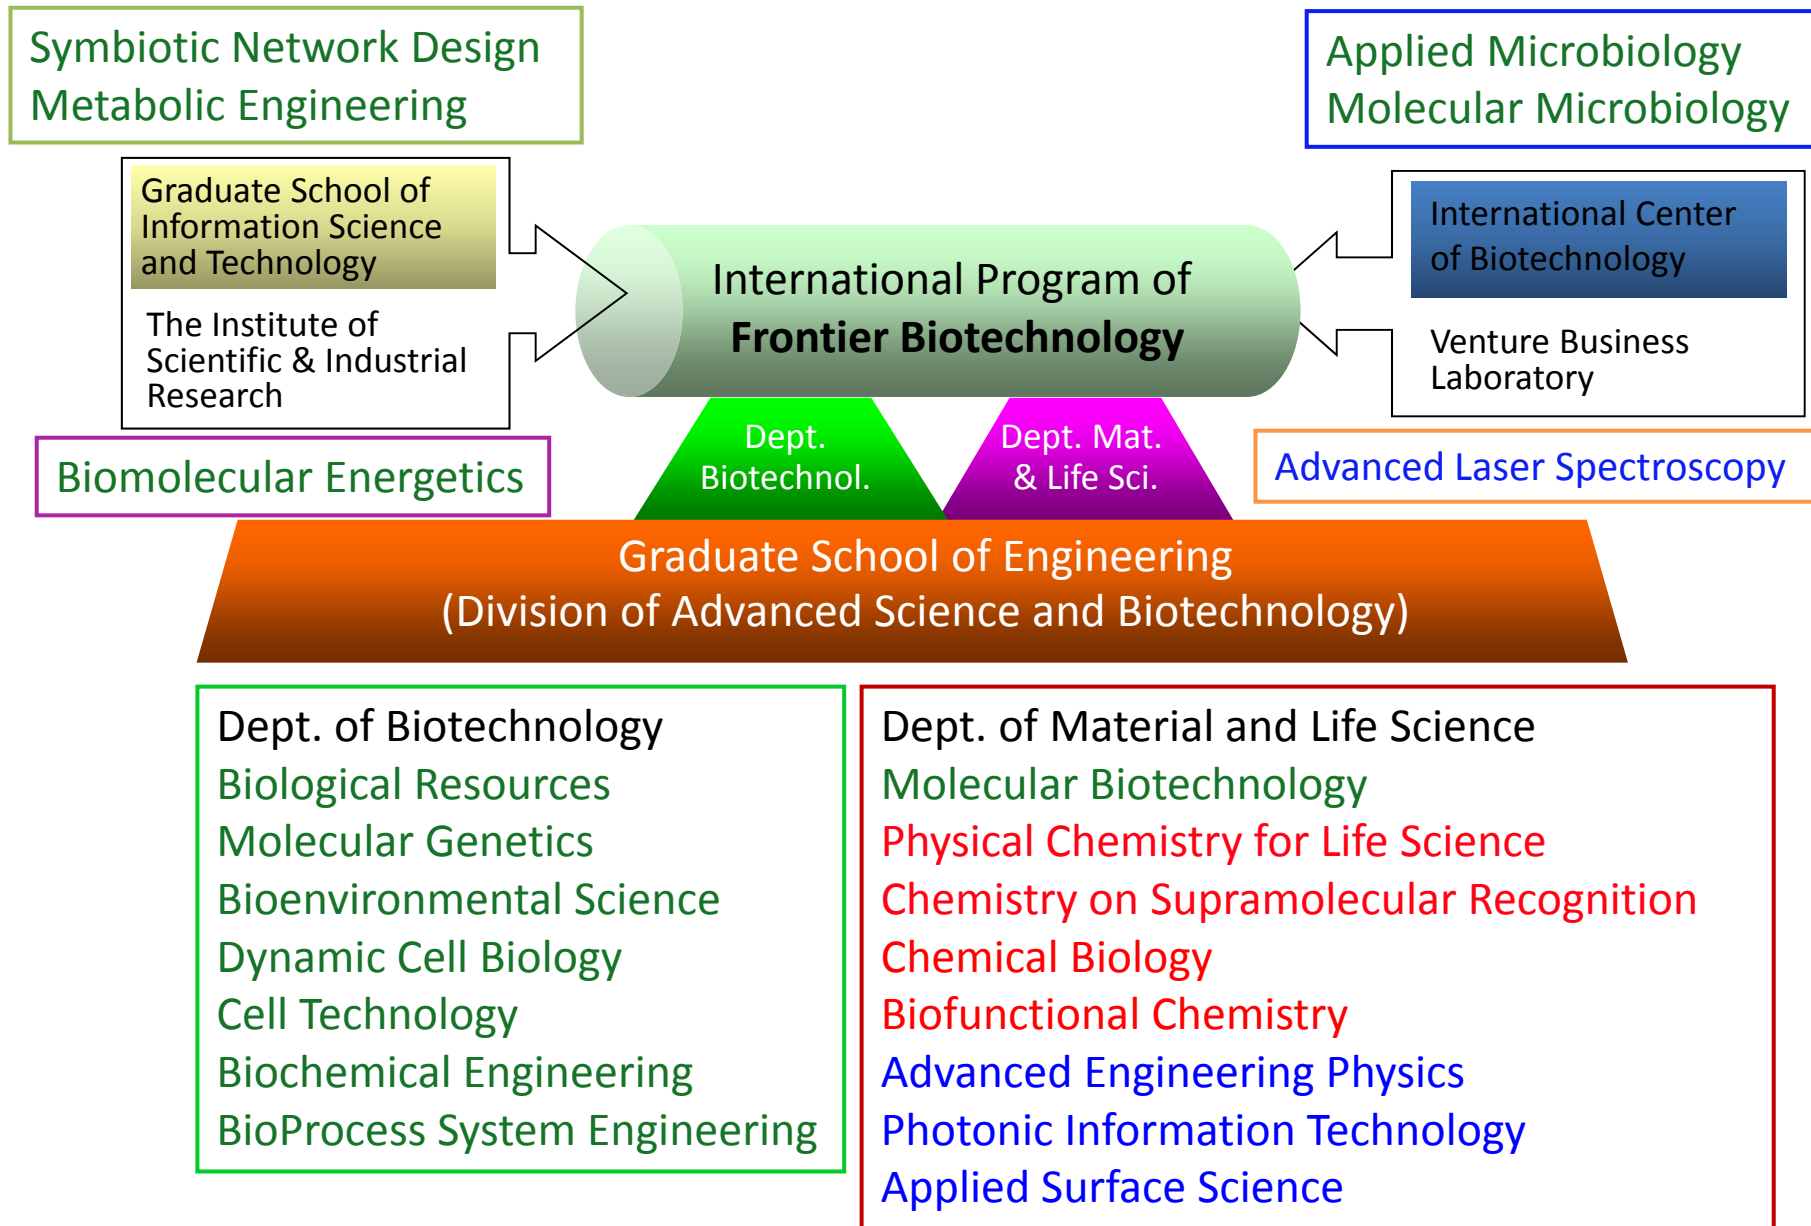 Symbiotic Network Design
Metabolic Engineering
Applied Microbiology
Molecular Microbiology
Graduate School of
Information Science
and Technology
The Institute of
Scientific & Industrial
Research
International Program of
Frontier Biotechnology
International Center
of Biotechnology
Venture Business
Laboratory
Biomolecular Energetics
Dept.
Biotechnol.
Dept. Mat.
& Life Sci.
Advanced Laser Spectroscopy
Graduate School of Engineering
(Division of Advanced Science and Biotechnology)
Dept. of Biotechnology
Biological Resources
Molecular Genetics
Bioenvironmental Science
Dynamic Cell Biology
Cell Technology
Biochemical Engineering
BioProcess System Engineering
Dept. of Material and Life Science
Molecular Biotechnology
Physical Chemistry for Life Science
Chemistry on Supramolecular Recognition
Chemical Biology
Biofunctional Chemistry
Advanced Engineering Physics
Photonic Information Technology
Applied Surface Science